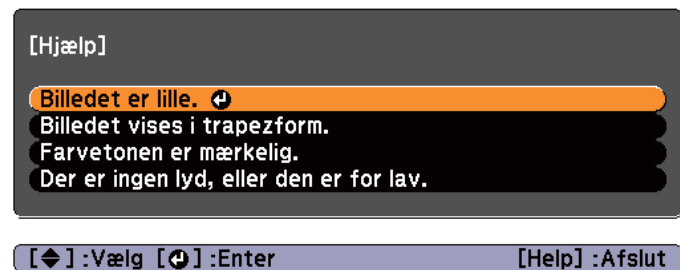 [Hjælp]
Billedet er lille.
Billedet vises i trapezform.
Farvetonen er mærkelig.
Der er ingen lyd, eller den er for lav.
[◆] :Vælg [⏎] :Enter [Help] :Afslut